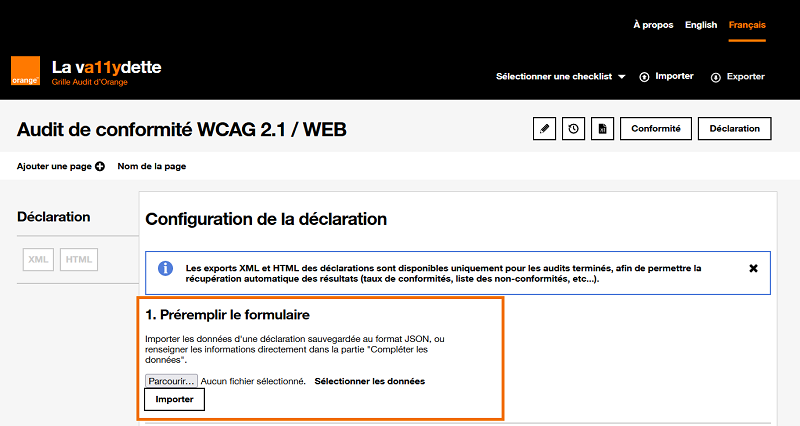 À propos English Français
orange
La va11ydette
Grille Audit d'Orange
Sélectionner une checklist Importer Exporter
Audit de conformité WCAG 2.1 / WEB
Conformité Déclaration
Ajouter une page Nom de la page
Déclaration
XML HTML
Configuration de la déclaration
Les exports XML et HTML des déclarations sont disponibles uniquement pour les audits terminés, afin de permettre la
récupération automatique des résultats (taux de conformités, liste des non-conformités, etc...).
1. Préremplir le formulaire
Importer les données d'une déclaration sauvegardée au format JSON, ou
renseigner les informations directement dans la partie "Compléter les
données".
Parcourir... Aucun fichier sélectionné. Sélectionner les données
Importer